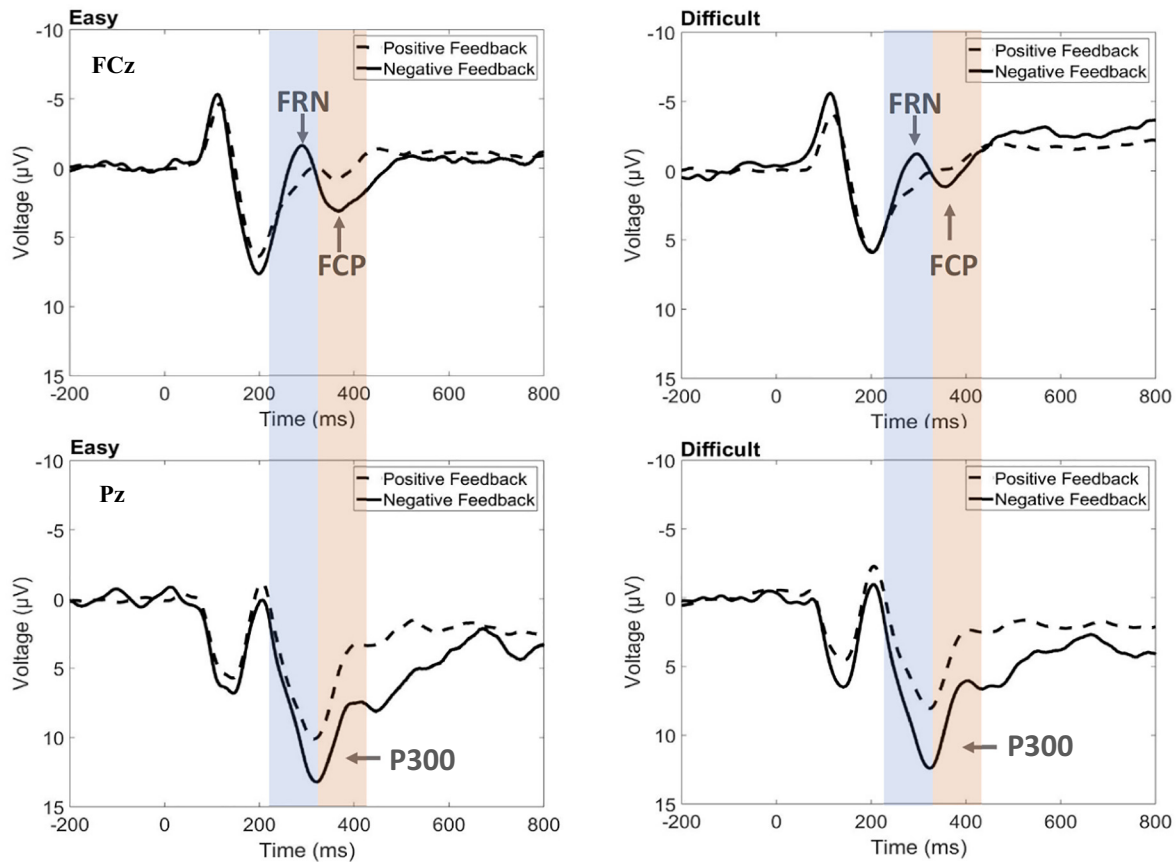 Easy
-10
-5
0
5
10
15
Voltage (µV)
FCz
Positive Feedback
Negative Feedback
FRN
FCP
-200 0 200 400 600 800
Time (ms)
Difficult
-10
-5
0
5
10
15
Voltage (µV)
Positive Feedback
Negative Feedback
FRN
FCP
-200 0 200 400 600 800
Time (ms)
Easy
-10
-5
0
5
10
15
Voltage (µV)
Pz
Positive Feedback
Negative Feedback
P300
-200 0 200 400 600 800
Time (ms)
Difficult
-10
-5
0
5
10
15
Voltage (µV)
Positive Feedback
Negative Feedback
P300
-200 0 200 400 600 800
Time (ms)